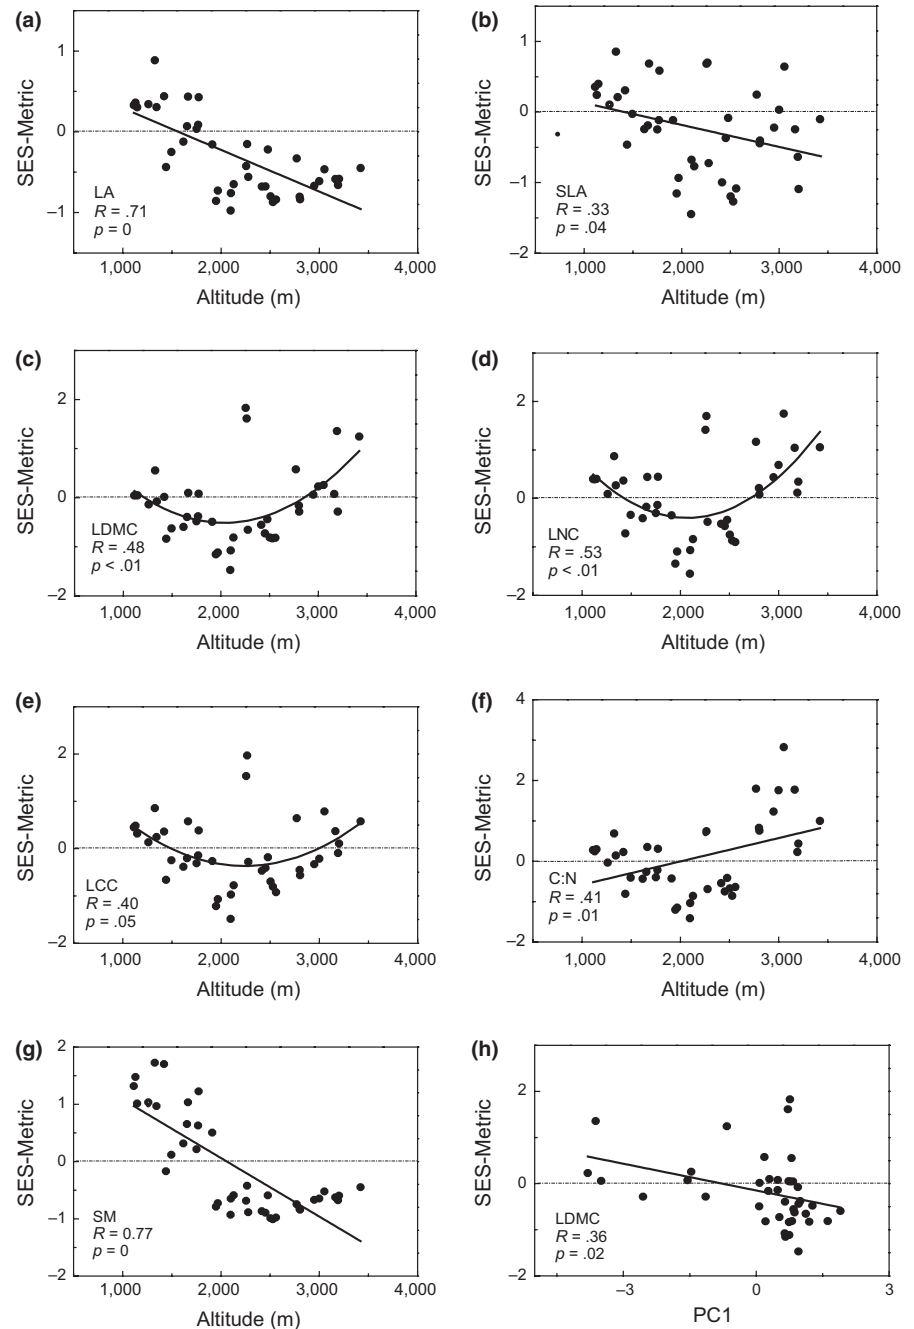 (a)
1
0
−1
SES-Metric
LA
R = .71
p = 0
1,000 2,000 3,000 4,000
Altitude (m)
(b)
1
0
−1
−2
SES-Metric
SLA
R = .33
p = .04
1,000 2,000 3,000 4,000
Altitude (m)
(c)
2
0
−2
SES-Metric
LDMC
R = .48
p < .01
1,000 2,000 3,000 4,000
Altitude (m)
(d)
2
0
−2
SES-Metric
LNC
R = .53
p < .01
1,000 2,000 3,000 4,000
Altitude (m)
(e)
2
0
−2
SES-Metric
LCC
R = .40
p = .05
1,000 2,000 3,000 4,000
Altitude (m)
(f)
4
2
0
−2
SES-Metric
C:N
R = .41
p = .01
1,000 2,000 3,000 4,000
Altitude (m)
(g)
2
1
0
−1
−2
SES-Metric
SM
R = 0.77
p = 0
1,000 2,000 3,000 4,000
Altitude (m)
(h)
2
0
−2
SES-Metric
LDMC
R = .36
p = .02
−3 0 3
PC1